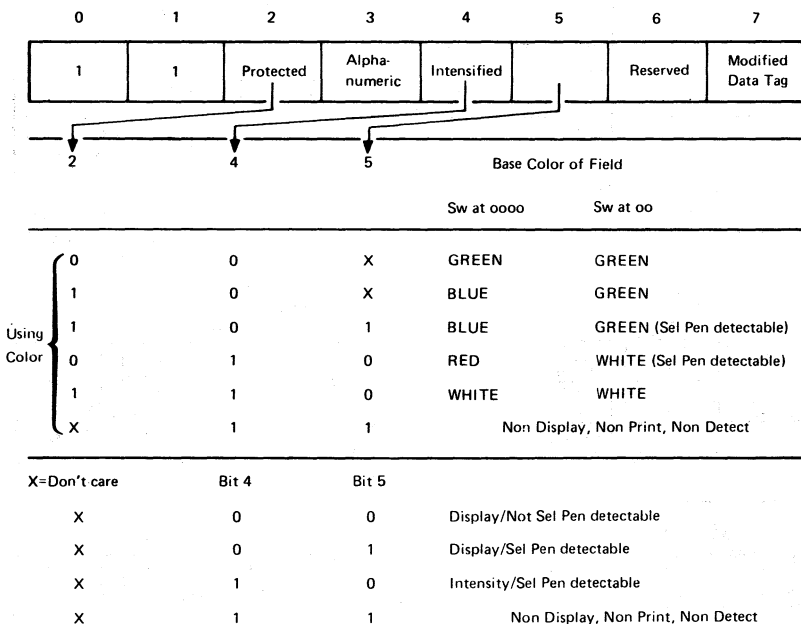 0 1 2 3 4 5 6 7
1 1 Protected Alpha-numeric Intensified Reserved Modified Data Tag
2 4 5 Base Color of Field
Sw at oooo Sw at oo
Using Color
0 0 X GREEN GREEN
1 0 X BLUE GREEN
1 0 1 BLUE GREEN (Sel Pen detectable)
0 1 0 RED WHITE (Sel Pen detectable)
1 1 0 WHITE WHITE
X 1 1 Non Display, Non Print, Non Detect
X=Don't care Bit 4 Bit 5
X 0 0 Display/Not Sel Pen detectable
X 0 1 Display/Sel Pen detectable
X 1 0 Intensity/Sel Pen detectable
X 1 1 Non Display, Non Print, Non Detect